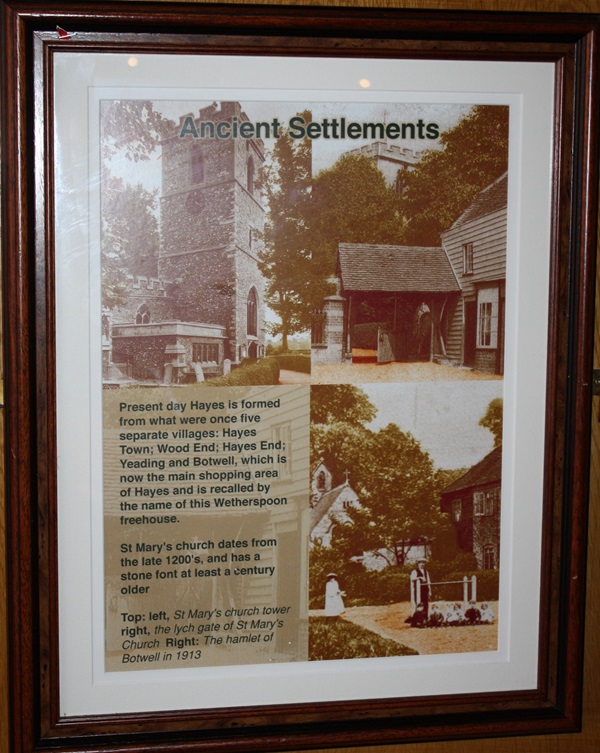 Ancient Settlements
Present day Hayes is formed
from what were once five
separate villages: Hayes
Town; Wood End; Hayes End;
Yeading and Botwell, which is
now the main shopping area
of Hayes and is recalled by
the name of this Wetherspoon
freehouse.
St Mary's church dates from
the late 1200's, and has a
stone font at least a century
older
Top: left, St Mary's church tower
right, the lych gate of St Mary's
Church Right: The hamlet of
Botwell in 1913